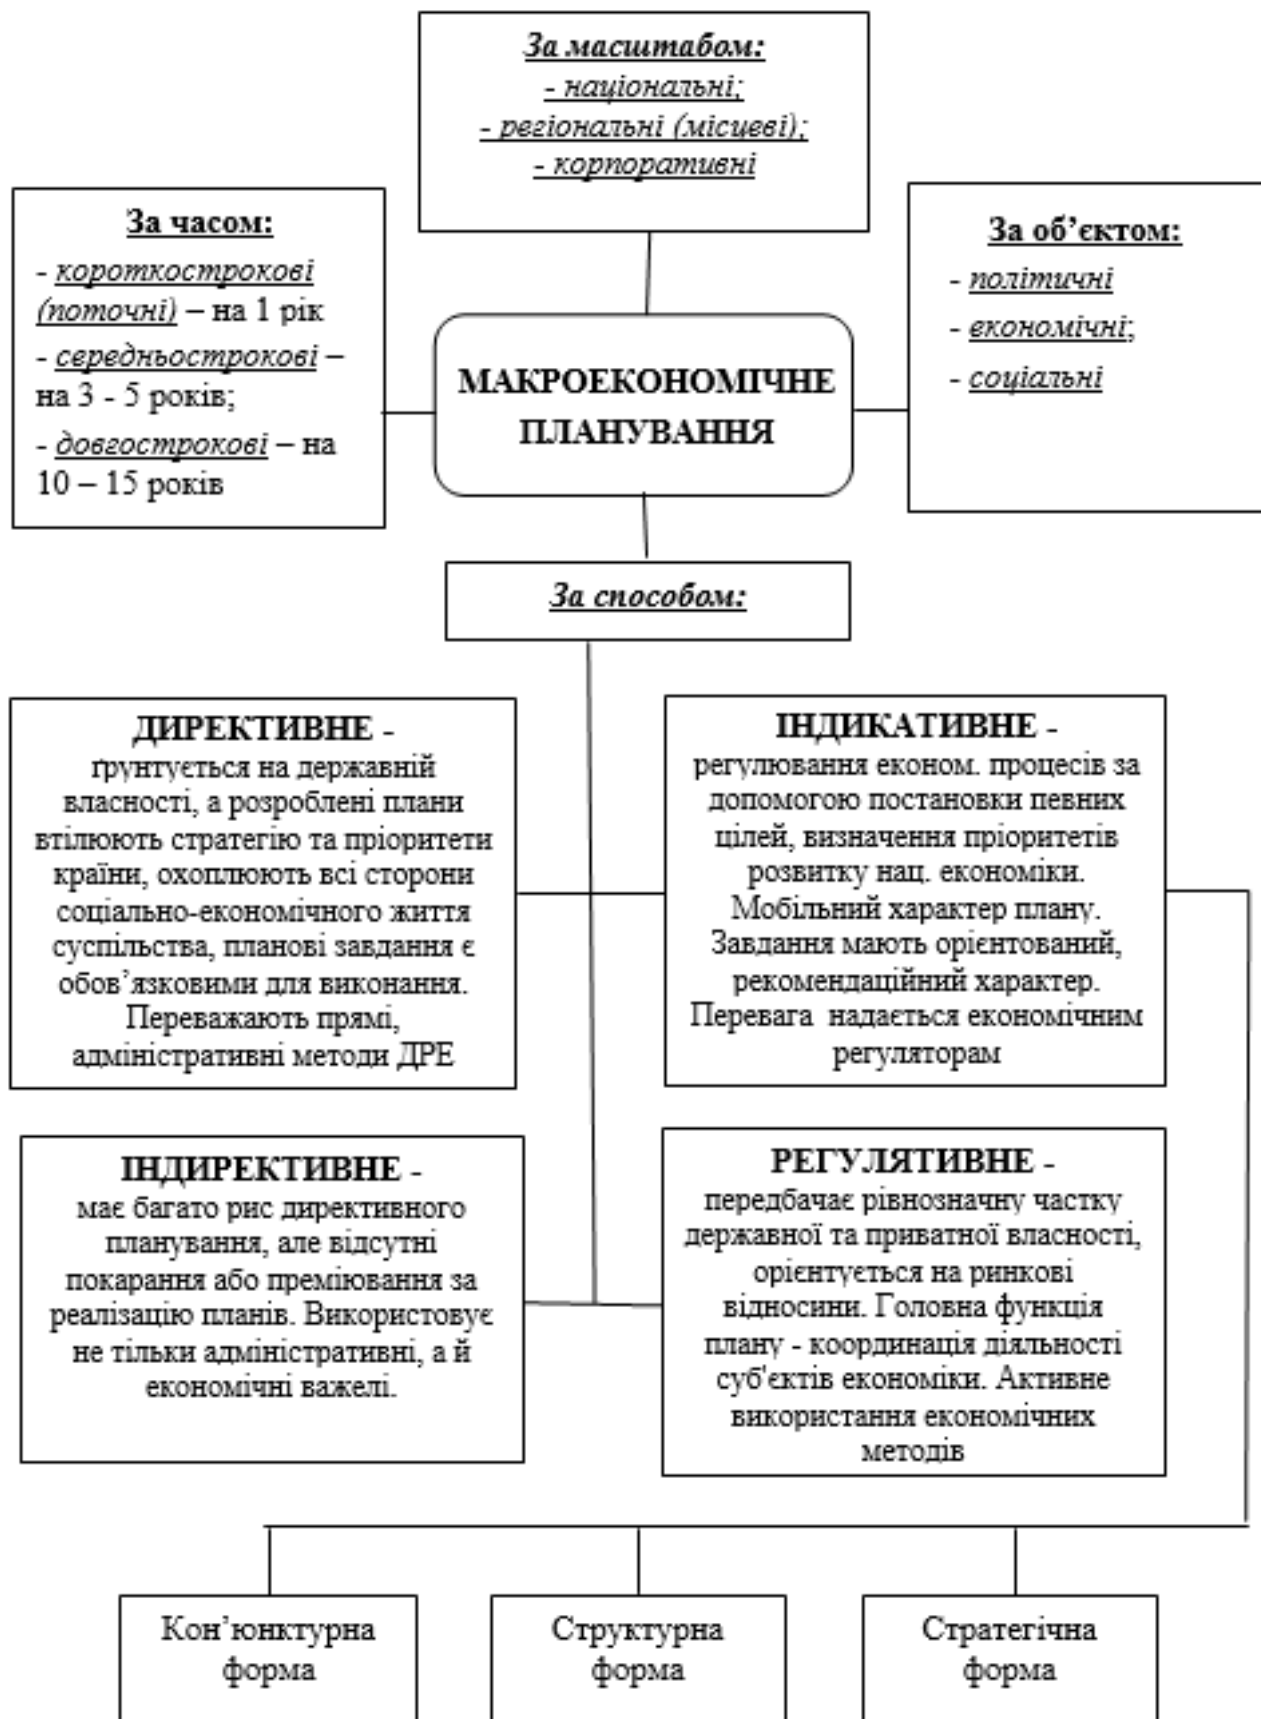 За масштабом:
- національні;
- регіональні (місцеві);
- корпоративні
За часом:
- короткострокові
(поточні) – на 1 рік
- середньострокові –
на 3 - 5 років;
- довгострокові – на
10 – 15 років
За об’єктом:
- політичні
- економічні;
- соціальні
МАКРОЕКОНОМІЧНЕ
ПЛАНУВАННЯ
За способом:
ДИРЕКТИВНЕ -
ґрунтується на державній
власності, а розроблені плани
втілюють стратегію та пріоритети
країни, охоплюють всі сторони
соціально-економічного життя
суспільства, планові завдання є
обов’язковими для виконання.
Переважають прямі,
адміністративні методи ДРЕ
ІНДИКАТИВНЕ -
регулювання економ. процесів за
допомогою постановки певних
цілей, визначення пріоритетів
розвитку нац. економіки.
Мобільний характер плану.
Завдання мають орієнтований,
рекомендаційний характер.
Перевага надається економічним
регуляторам
ІНДИРЕКТИВНЕ -
має багато рис директивного
планування, але відсутні
покарання або преміювання за
реалізацію планів. Використовує
не тільки адміністративні, а й
економічні важелі.
РЕГУЛЯТИВНЕ -
передбачає рівнозначну частку
державної та приватної власності,
орієнтується на ринкові
відносини. Головна функція
плану - координація діяльності
суб'єктів економіки. Активне
використання економічних
методів
Кон’юнктурна
форма
Структурна
форма
Стратегічна
форма